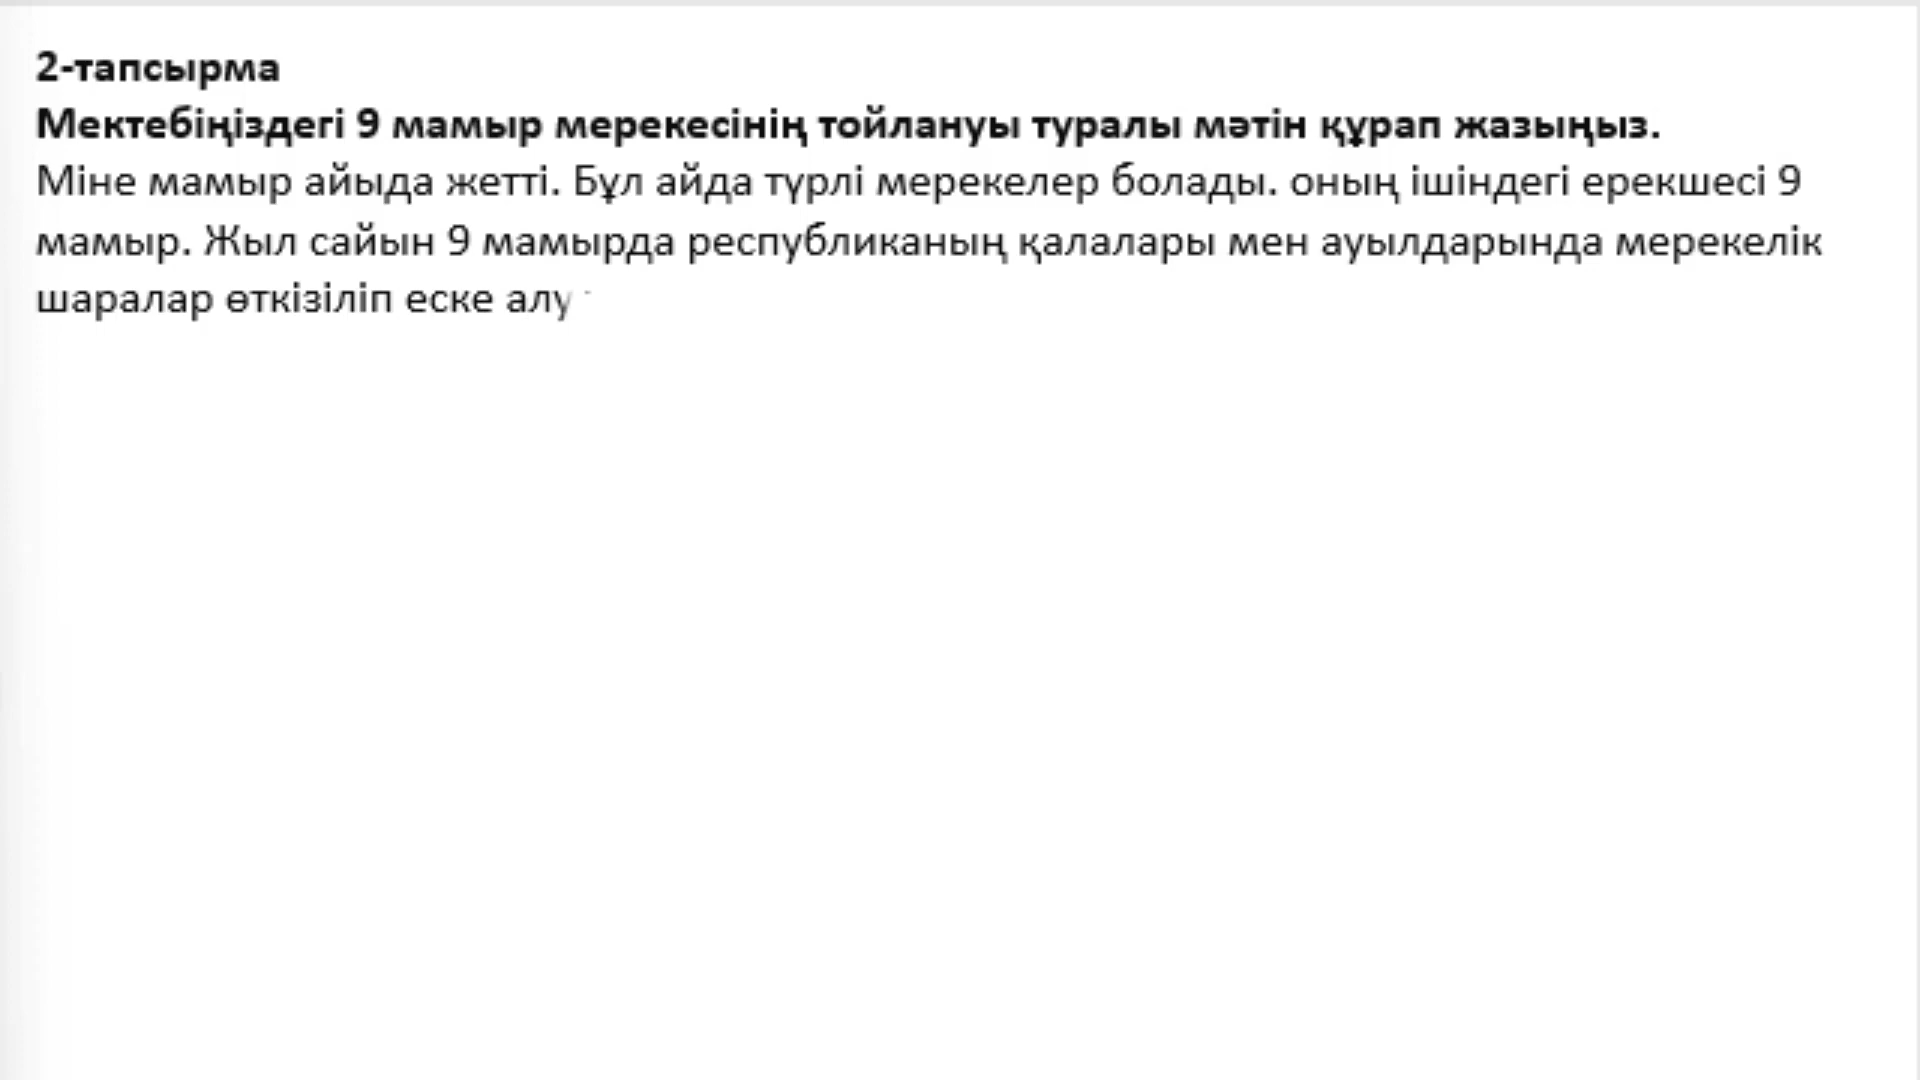 2-тапсырма
Мектебіңіздегі 9 мамыр мерекесінің тойлануы туралы мәтін құрап жазыңыз.
Міне мамыр айыда жетті. Бұл айда түрлі мерекелер болады. оның ішіндегі ерекшесі 9
мамыр. Жыл сайын 9 мамырда республиканың қалалары мен ауылдарында мерекелік
шаралар өткізіліп еске алу